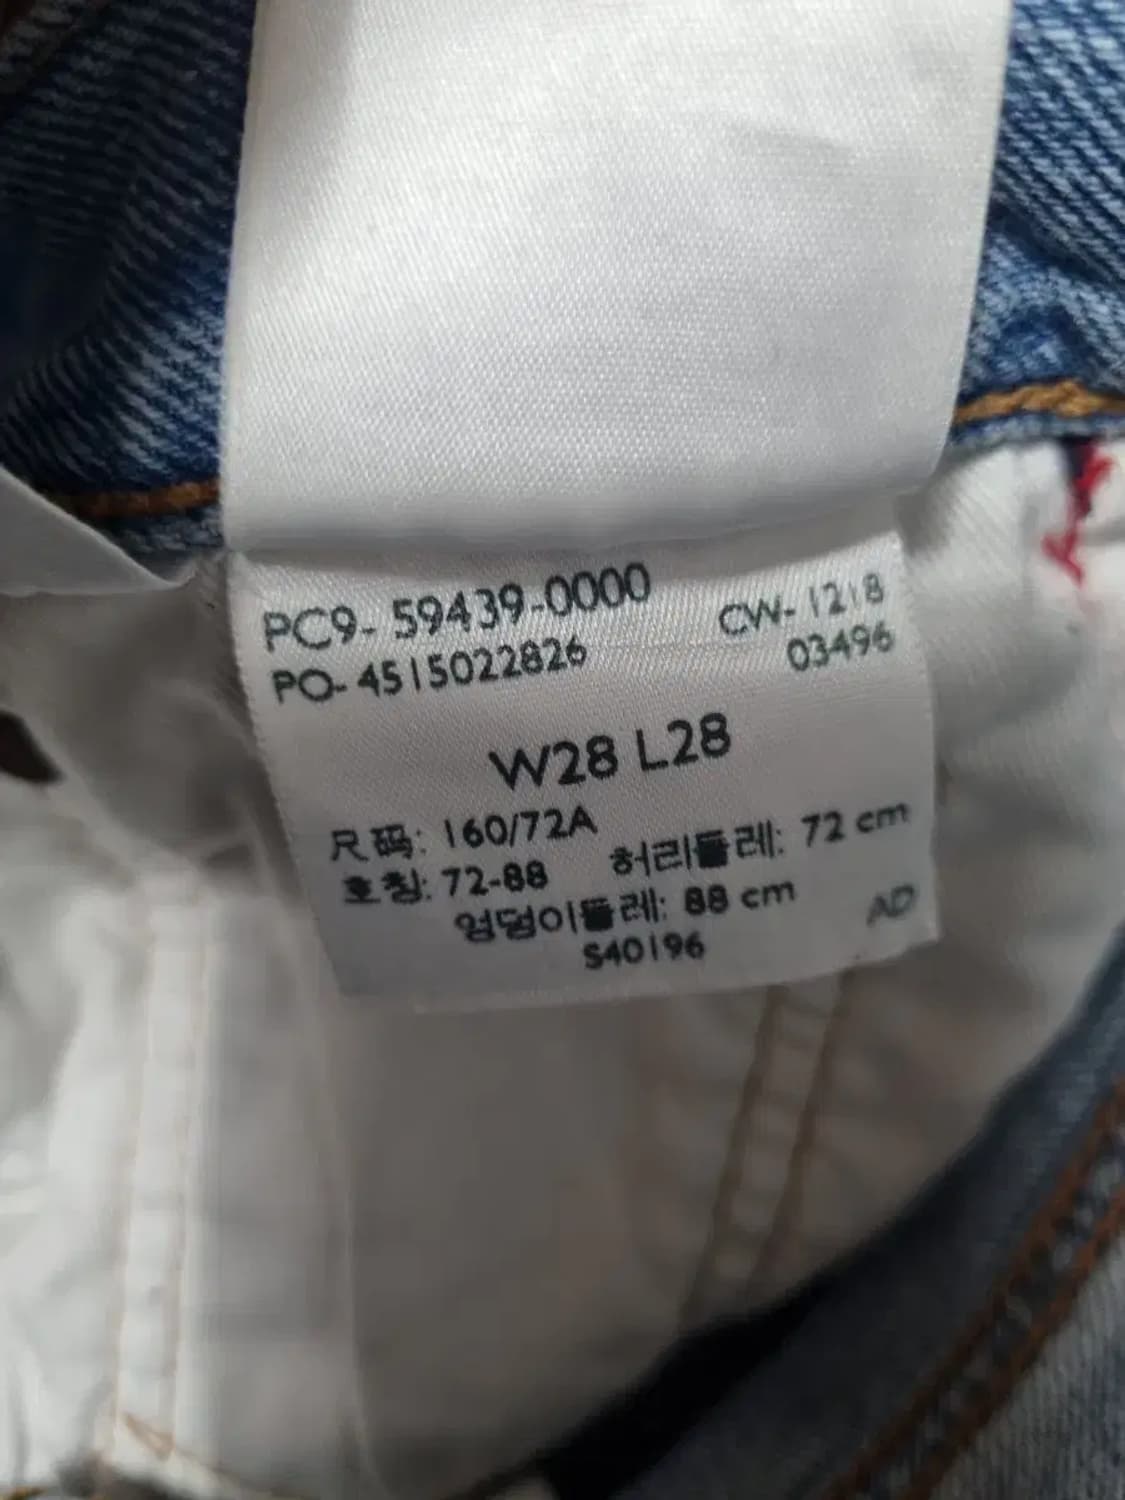 PC9- 59439-0000 CW- 1218
PO- 4515022826 03496
W28 L28
尺码: 160/72A
호칭: 72-88 허리둘레: 72 cm
엉덩이둘레: 88 cm AD
S40196